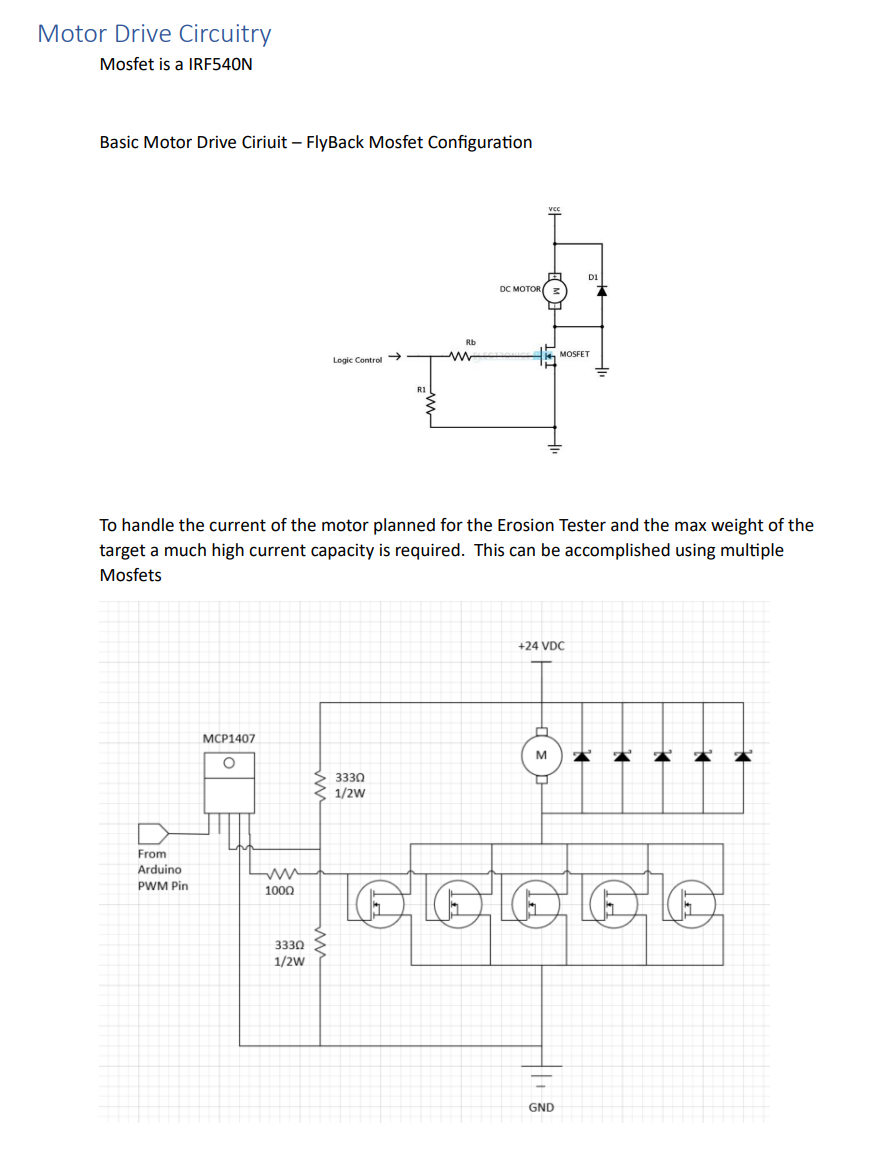 Motor Drive Circuitry
Mosfet is a IRF540N
Basic Motor Drive Ciriuit – FlyBack Mosfet Configuration
VCC
D1
DC MOTOR
M
Rb
Logic Control
MOSFET
R1
To handle the current of the motor planned for the Erosion Tester and the max weight of the
target a much high current capacity is required. This can be accomplished using multiple
Mosfets
+24 VDC
MCP1407
M
333Ω
1/2W
From
Arduino
PWM Pin
100Ω
333Ω
1/2W
GND